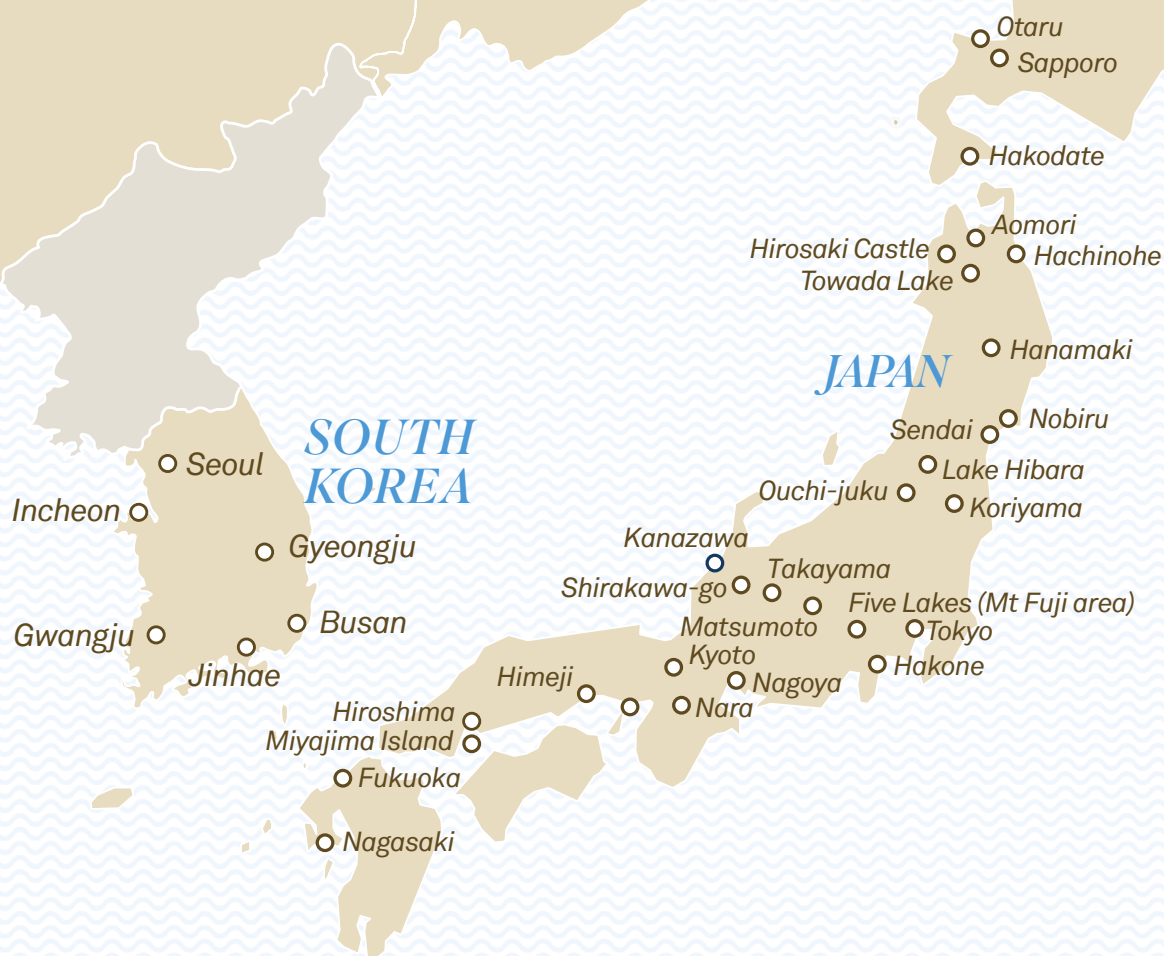 Otaru
Sapporo
Hakodate
Aomori
Hirosaki Castle
Hachinohe
Towada Lake
Hanamaki
JAPAN
Nobiru
Sendai
SOUTH
KOREA
Seoul
Lake Hibara
Ouchi-juku
Koriyama
Incheon
Kanazawa
Gyeongju
Takayama
Shirakawa-go
Five Lakes (Mt Fuji area)
Busan
Matsumoto
Tokyo
Gwangju
Kyoto
Hakone
Jinhae
Himeji
Nagoya
Nara
Hiroshima
Miyajima Island
Fukuoka
Nagasaki